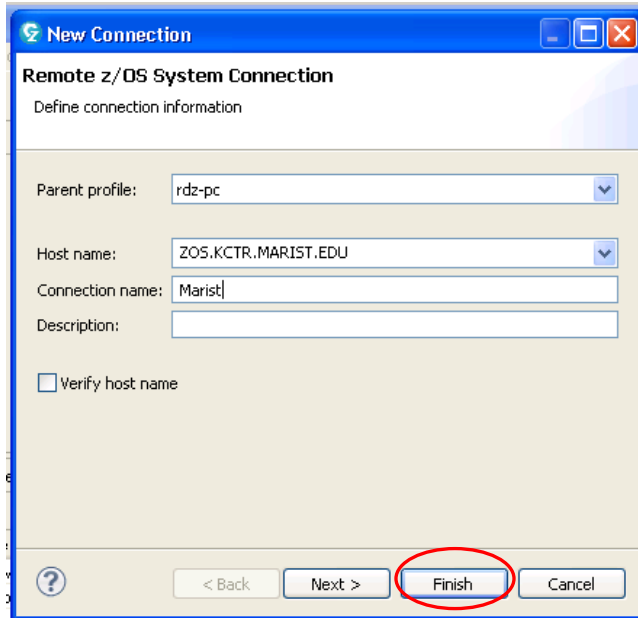 New Connection
Remote z/OS System Connection
Define connection information
Parent profile: rdz-pc
Host name: ZOS.KCTR.MARIST.EDU
Connection name: Marist
Description:
Verify host name
< Back Next > Finish Cancel